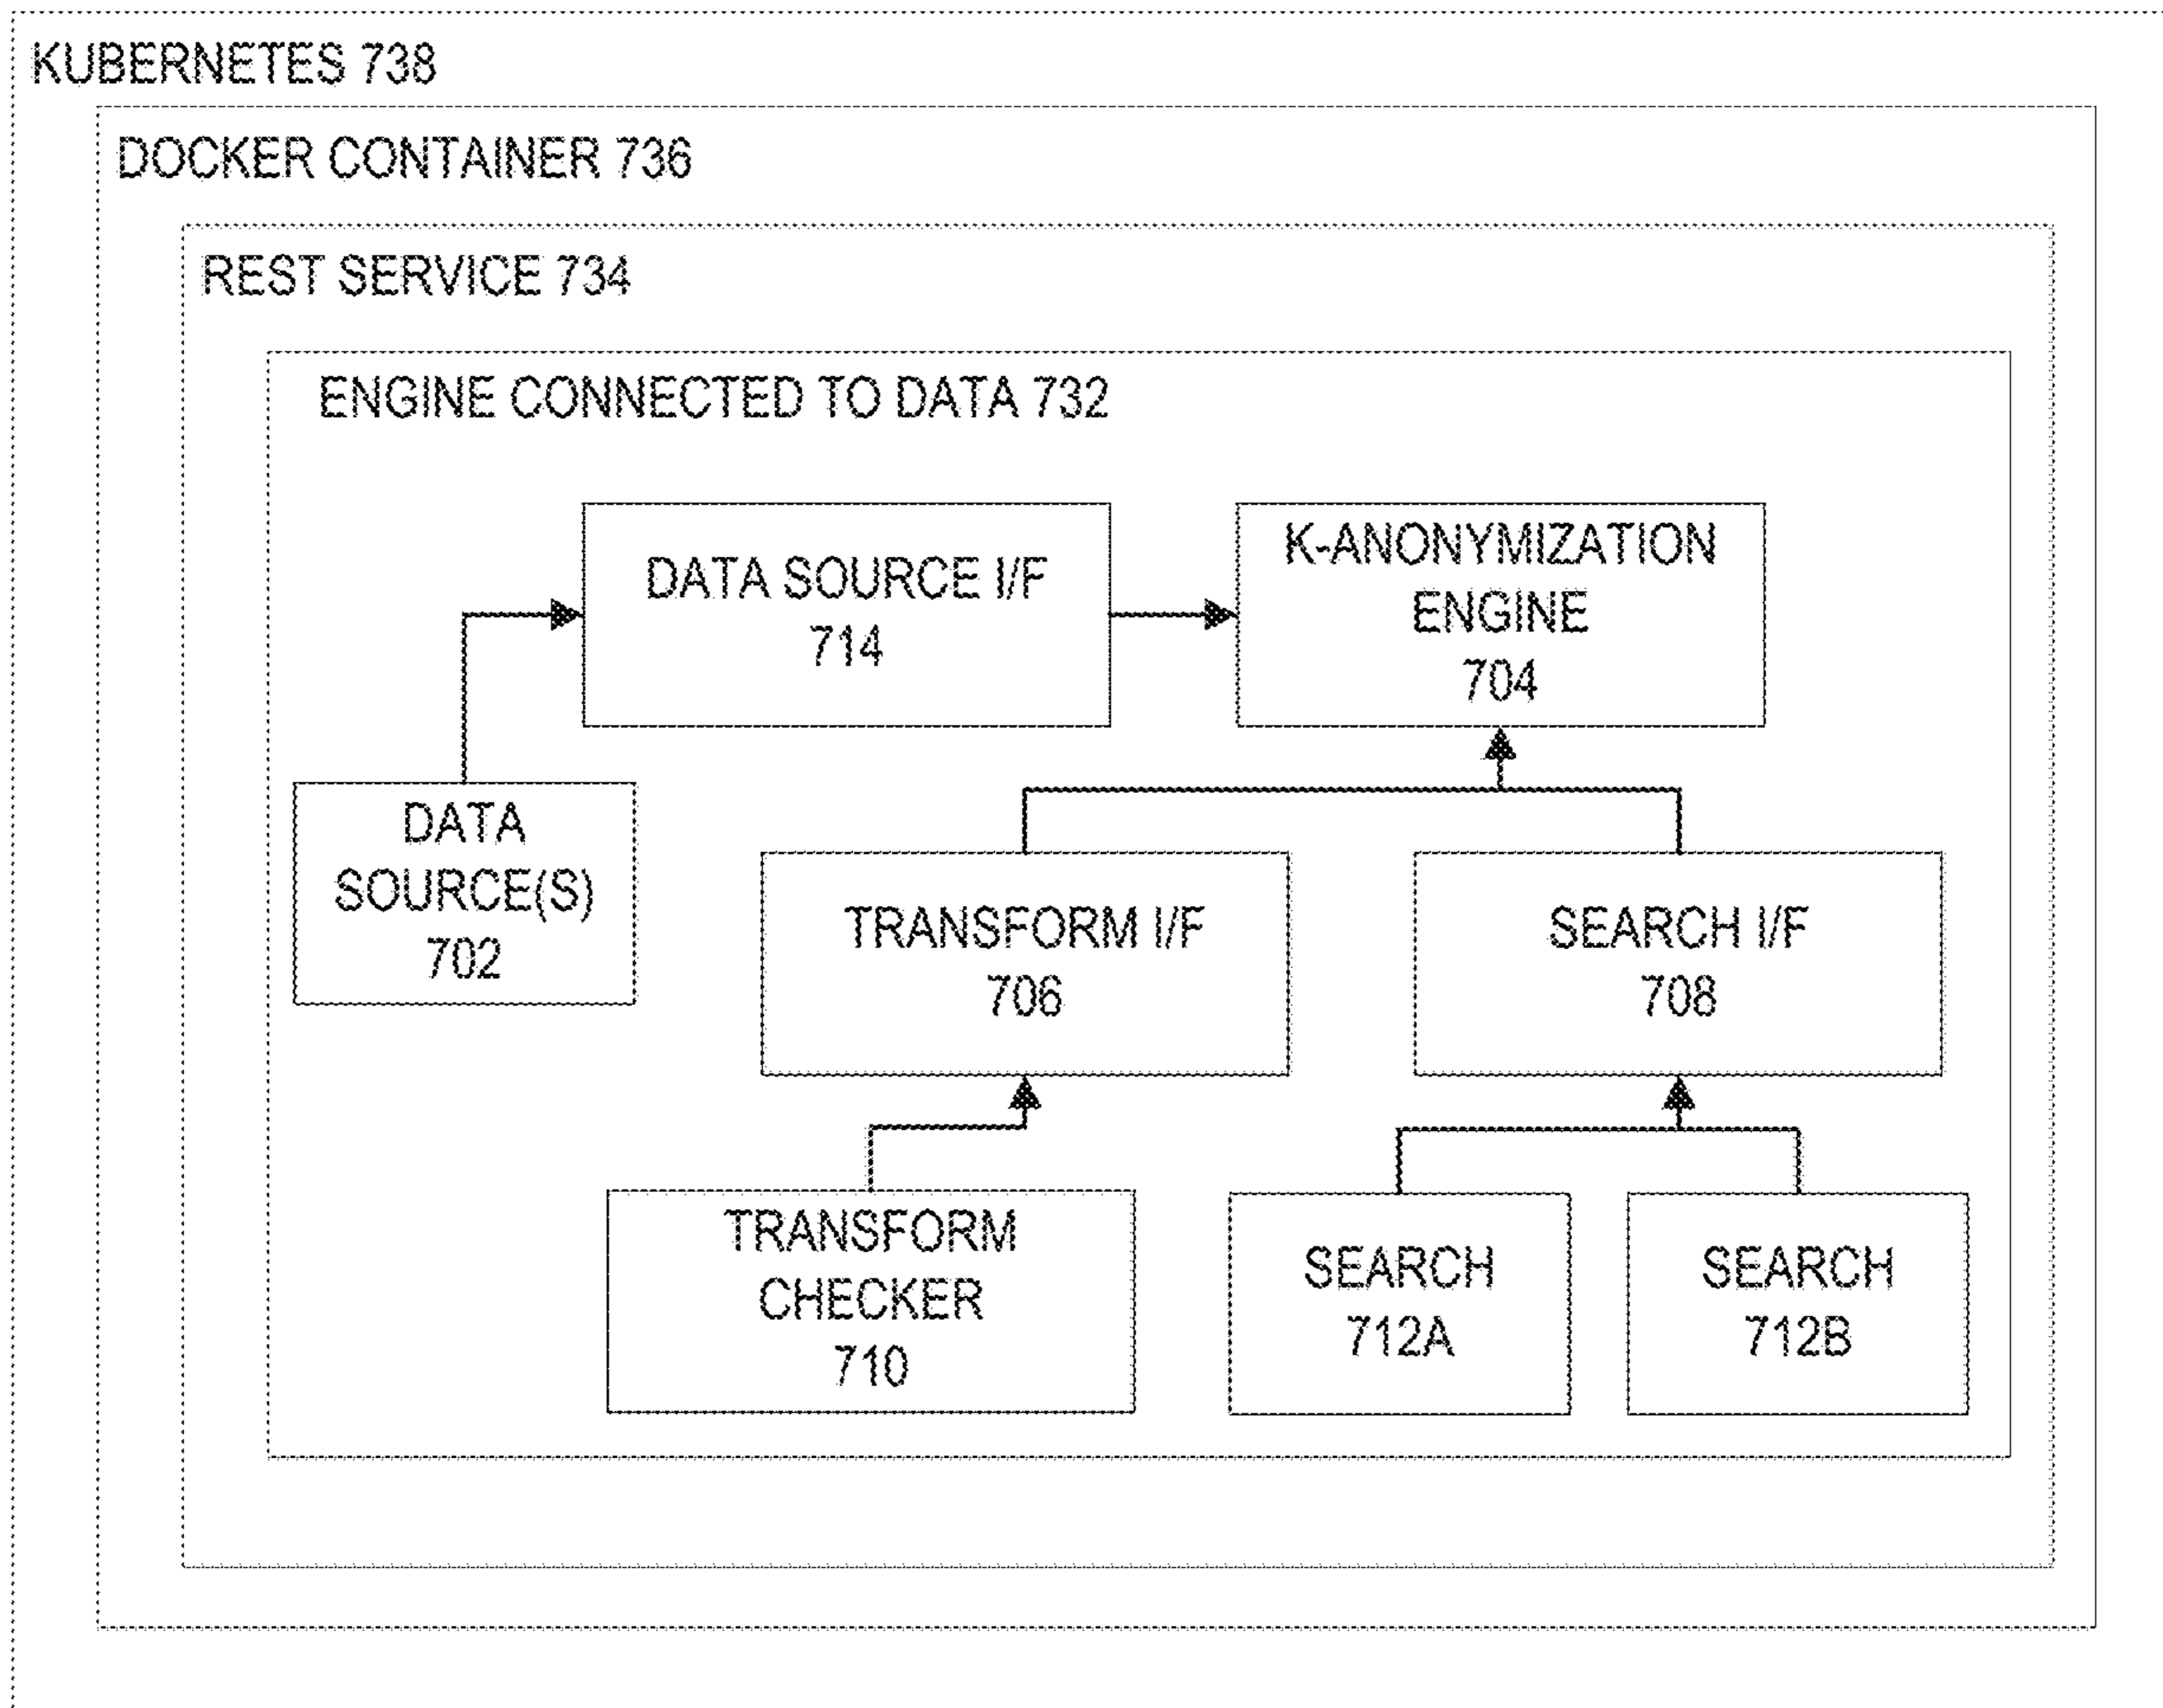 KUBERNETES 738
DOCKER CONTAINER 736
REST SERVICE 734
ENGINE CONNECTED TO DATA 732
DATA SOURCE I/F
714
K-ANONYMIZATION
ENGINE
704
DATA
SOURCE(S)
702
TRANSFORM I/F
706
SEARCH I/F
708
TRANSFORM
CHECKER
710
SEARCH
712A
SEARCH
712B